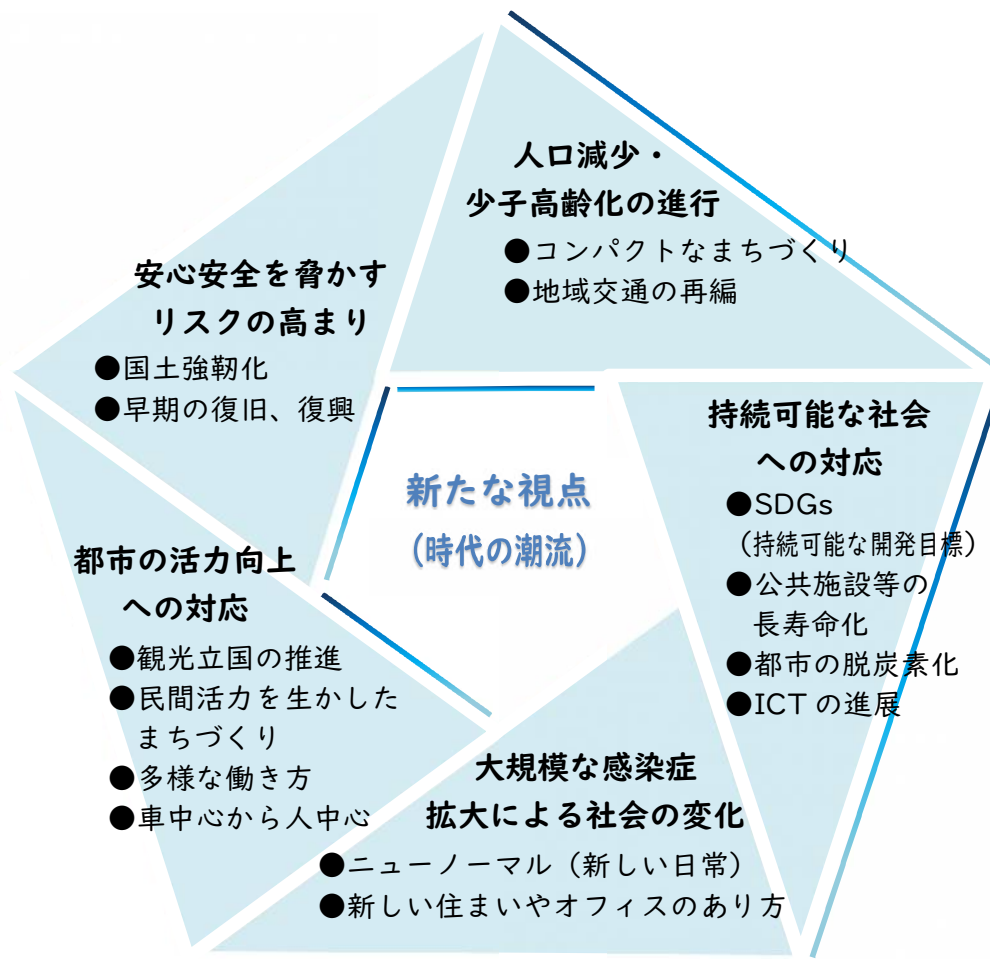 人口減少・
少子高齢化の進行
●コンパクトなまちづくり
●地域交通の再編
安心安全を脅かす
リスクの高まり
●国土強靭化
●早期の復旧、復興
持続可能な社会
への対応
●SDGs
（持続可能な開発目標）
●公共施設等の
長寿命化
●都市の脱炭素化
●ICTの進展
新たな視点
（時代の潮流）
都市の活力向上
への対応
●観光立国の推進
●民間活力を生かした
まちづくり
●多様な働き方
●車中心から人中心
大規模な感染症
拡大による社会の変化
●ニューノーマル（新しい日常）
●新しい住まいやオフィスのあり方